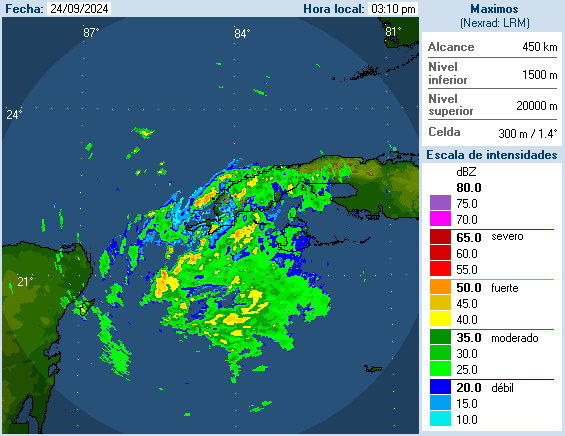 Fecha: 24/09/2024 Hora local: 03:10 pm
Maximos
(Nexrad: LRM)
87° 84° 81°
24°
21°
Alcance 450 km
Nivel inferior 1500 m
Nivel superior 20000 m
Celda 300 m / 1.4°
Escala de intensidades
dBZ
80.0
75.0
70.0
65.0 severo
60.0
55.0
50.0 fuerte
45.0
40.0
35.0 moderado
30.0
25.0
20.0 débil
15.0
10.0